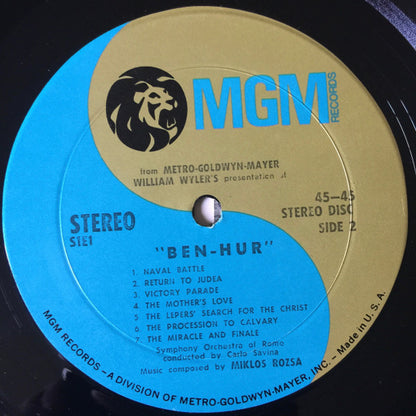 MGM
RECORDS
from METRO-GOLDWYN-MAYER
WILLIAM WYLER'S presentation of
45—45
STEREO
STEREO DISC
S1E1
SIDE 2
"BEN-HUR"
1. NAVAL BATTLE
2. RETURN TO JUDEA
3. VICTORY PARADE
4. THE MOTHER'S LOVE
5. THE LEPERS' SEARCH FOR THE CHRIST
6. THE PROCESSION TO CALVARY
7. THE MIRACLE AND FINALE
Symphony Orchestra of Rome
conducted by Carlo Savina
Music composed by MIKLOS ROZSA
MGM RECORDS — A DIVISION OF METRO-GOLDWYN-MAYER, INC. — Made in U.S.A.